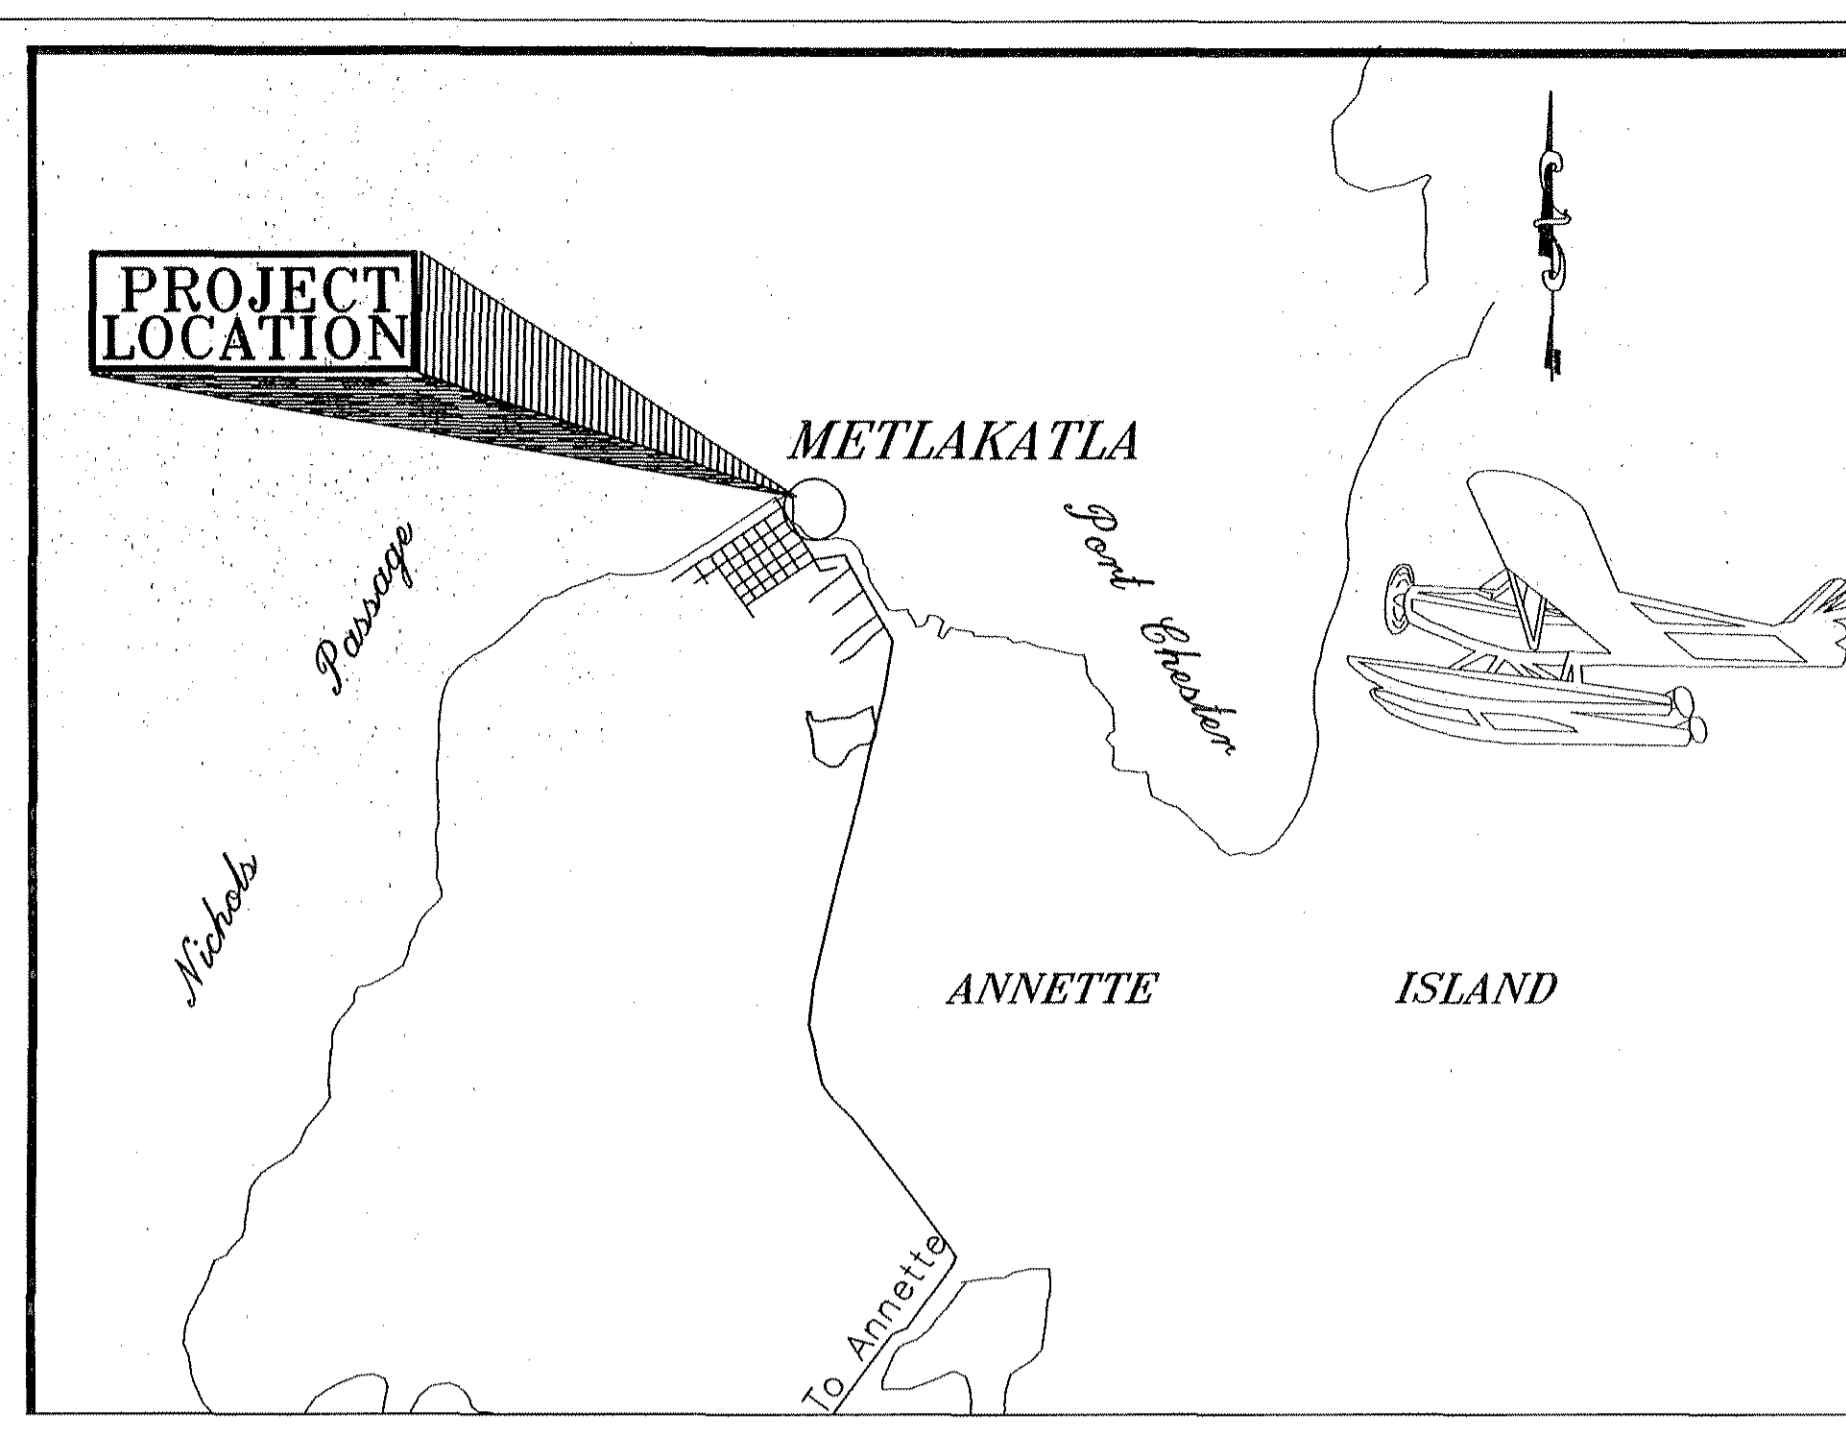 PROJECT
LOCATION
METLAKATLA
Port Chester
Nichols Passage
ANNETTE ISLAND
To Annette